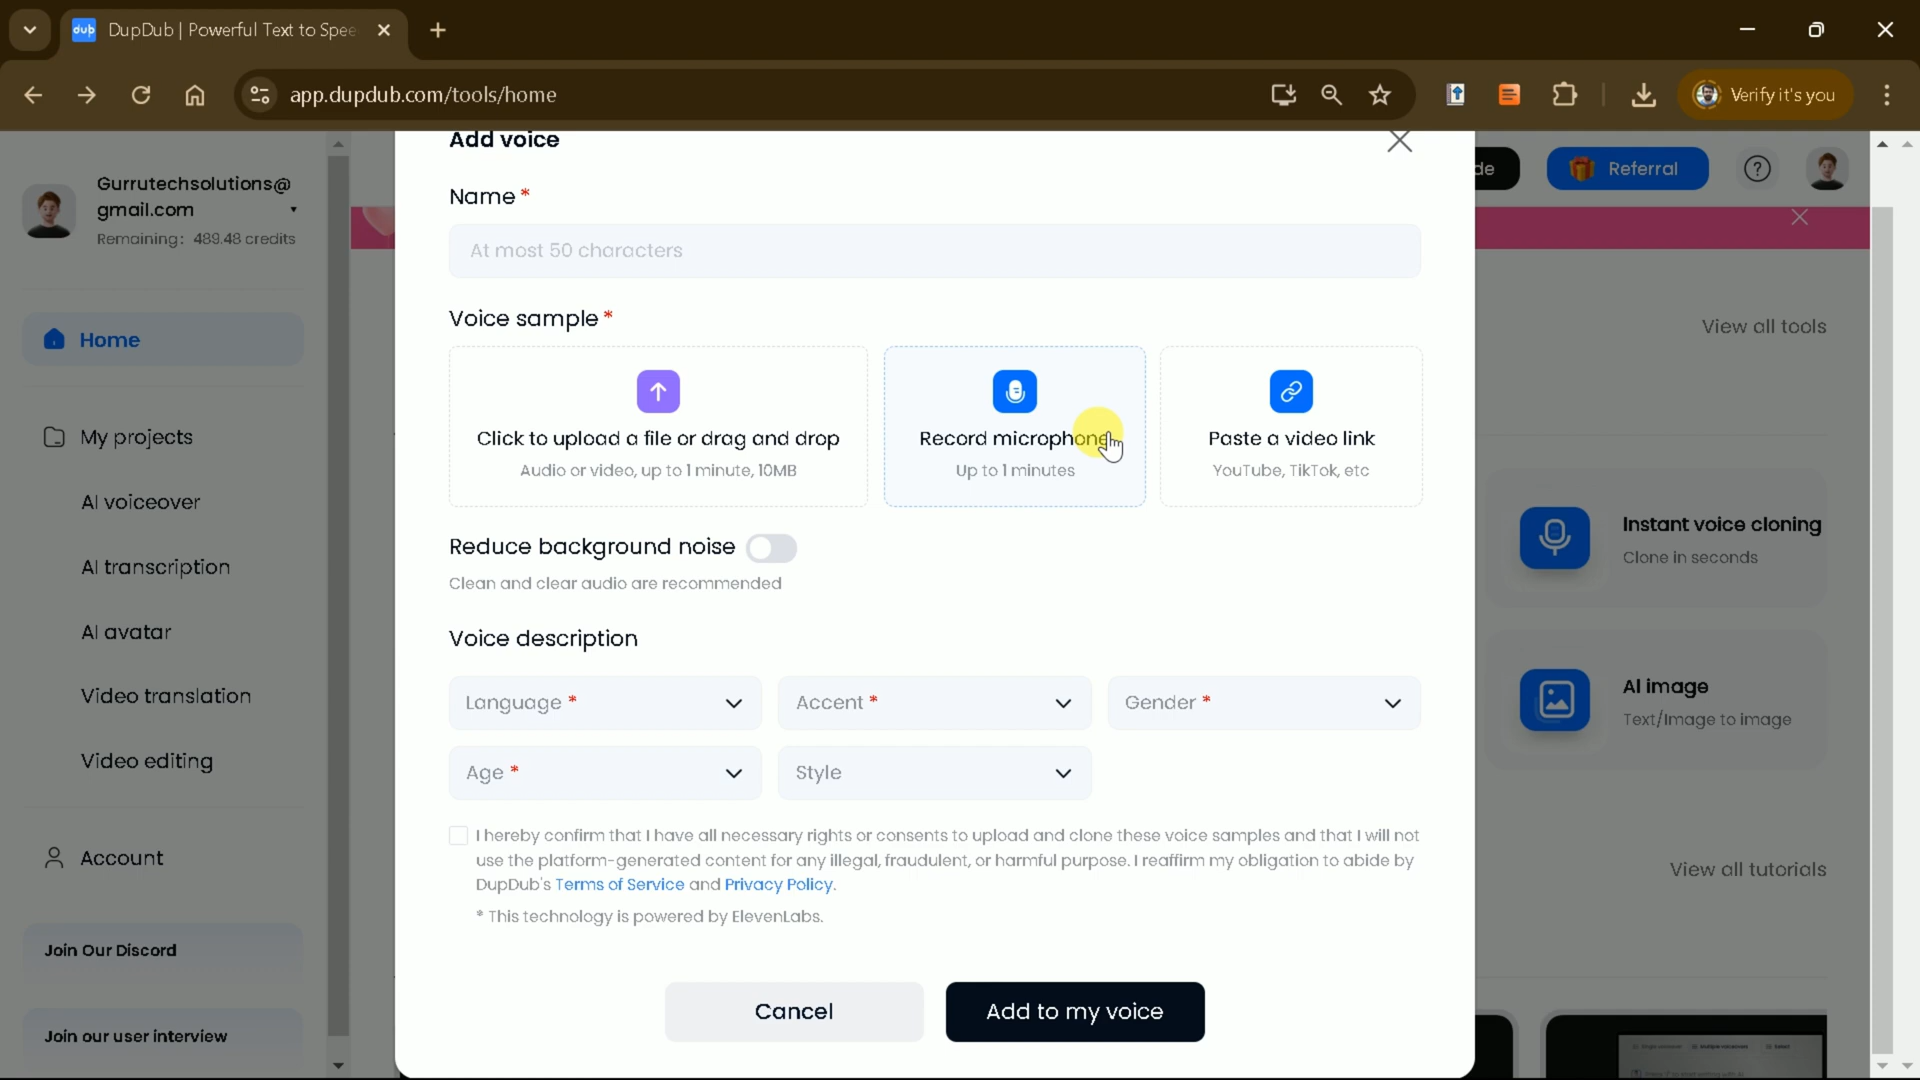 dub DupDub | Powerful Text to Spee
app.dupdub.com/tools/home
Verify it's you
Gurrutechsolutions@
gmail.com
Remaining: 489.48 credits
Home
My projects
AI voiceover
AI transcription
AI avatar
Video translation
Video editing
Account
Join Our Discord
Join our user interview
Add voice
Name *
At most 50 characters
Voice sample *
Click to upload a file or drag and drop
Audio or video, up to 1 minute, 10MB
Record microphone
Up to 1 minutes
Paste a video link
YouTube, TikTok, etc
Reduce background noise
Clean and clear audio are recommended
Voice description
Language *
Accent *
Gender *
Age *
Style
I hereby confirm that I have all necessary rights or consents to upload and clone these voice samples and that I will not
use the platform-generated content for any illegal, fraudulent, or harmful purpose. I reaffirm my obligation to abide by
DupDub's Terms of Service and Privacy Policy.
* This technology is powered by ElevenLabs.
Cancel
Add to my voice
de
Referral
View all tools
Instant voice cloning
Clone in seconds
AI image
Text/Image to image
View all tutorials